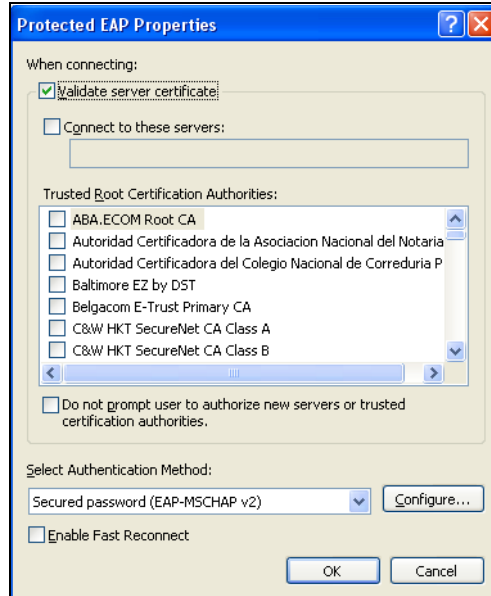 Protected EAP Properties
When connecting:
Validate server certificate
Connect to these servers:
Trusted Root Certification Authorities:
ABA.ECOM Root CA
Autoridad Certificadora de la Asociacion Nacional del Notaria
Autoridad Certificadora del Colegio Nacional de Correduria P
Baltimore EZ by DST
Belgacom E-Trust Primary CA
C&W HKT SecureNet CA Class A
C&W HKT SecureNet CA Class B
Do not prompt user to authorize new servers or trusted
certification authorities.
Select Authentication Method:
Secured password (EAP-MSCHAP v2)
Configure...
Enable Fast Reconnect
OK
Cancel